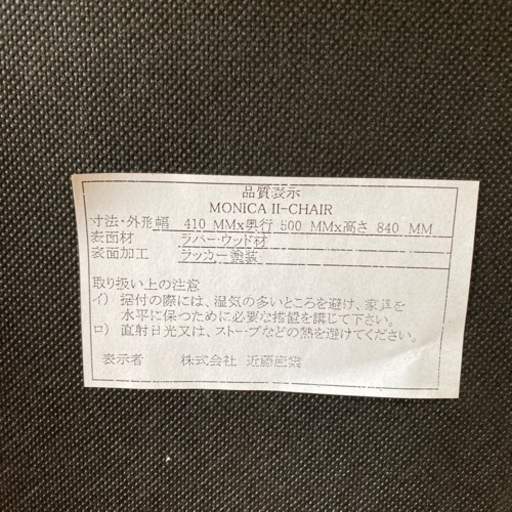 品質表示
MONICA II-CHAIR
寸法・外形幅 410 MMx奥行 500 MMx高さ 840 MM
表面材 ラバーウッド材
表面加工 ラッカー塗装
取り扱い上の注意
イ) 据付の際には、湿気の多いところを避け、家具を
水平に保つために必要な措置を講じて下さい。
ロ) 直射日光又は、ストーブなどの熱を避けてください。
表示者 株式会社 近藤産業